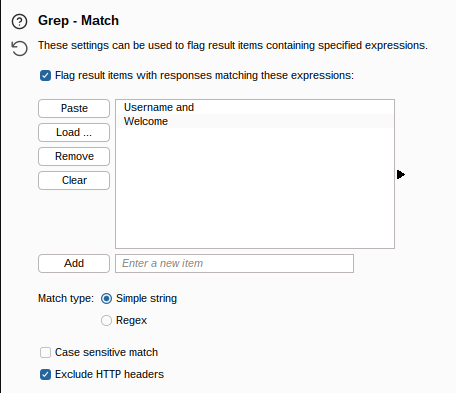 Grep - Match
These settings can be used to flag result items containing specified expressions.
Flag result items with responses matching these expressions:
Paste
Load ...
Remove
Clear
Username and
Welcome
Add
Enter a new item
Match type:
Simple string
Regex
Case sensitive match
Exclude HTTP headers